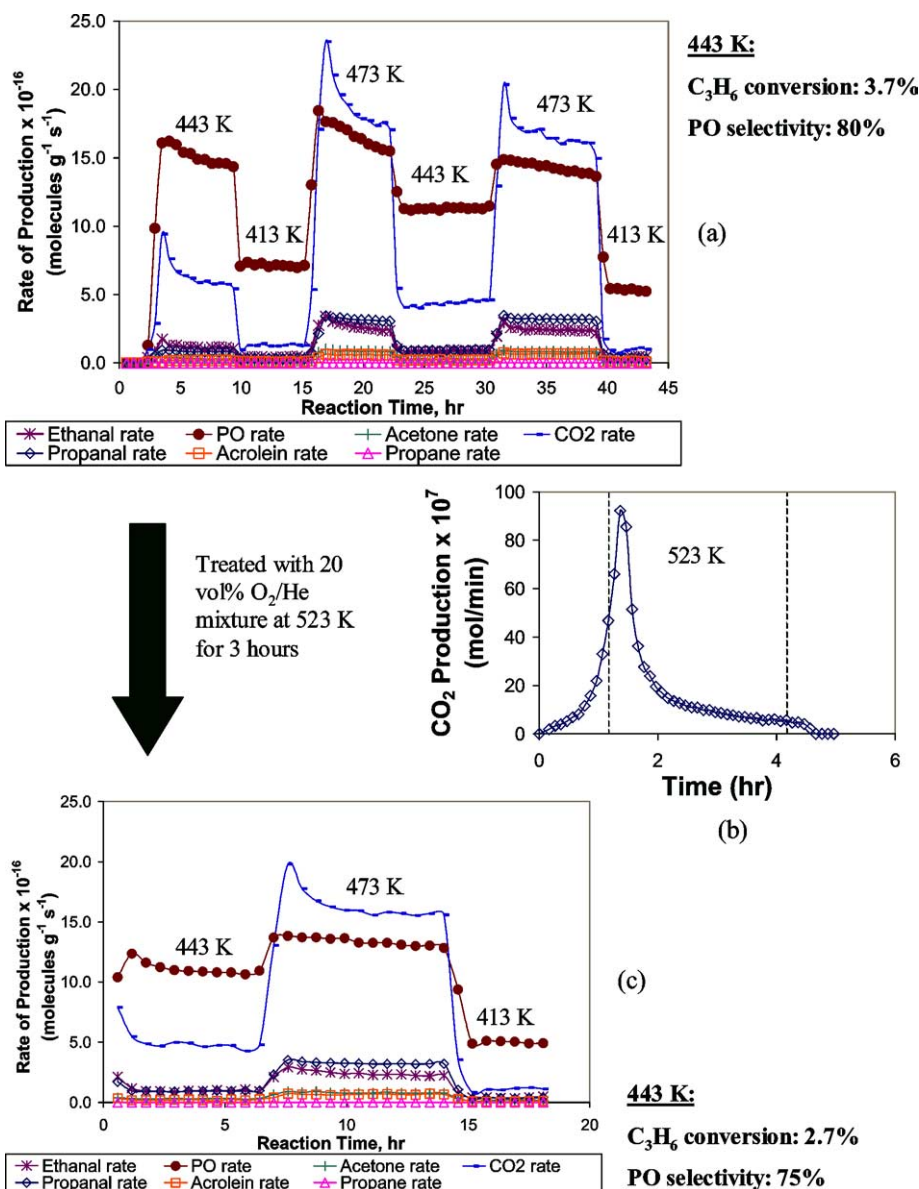 25.0
20.0
15.0
10.0
5.0
0.0
Rate of Production x 10⁻¹⁶
(molecules g⁻¹ s⁻¹)
443 K
413 K
473 K
443 K
473 K
413 K
0 5 10 15 20 25 30 35 40 45
Reaction Time, hr
Ethanal rate PO rate Acetone rate CO2 rate
Propanal rate Acrolein rate Propane rate
443 K:
C₃H₆ conversion: 3.7%
PO selectivity: 80%
(a)
Treated with 20
vol% O₂/He
mixture at 523 K
for 3 hours
CO₂ Production x 10⁷
(mol/min)
100
80
60
40
20
0
523 K
0 2 4 6
Time (hr)
(b)
25.0
20.0
15.0
10.0
5.0
0.0
Rate of Production x 10⁻¹⁶
(molecules g⁻¹ s⁻¹)
443 K
473 K
413 K
0 5 10 15 20
Reaction Time, hr
Ethanal rate PO rate Acetone rate CO2 rate
Propanal rate Acrolein rate Propane rate
(c)
443 K:
C₃H₆ conversion: 2.7%
PO selectivity: 75%